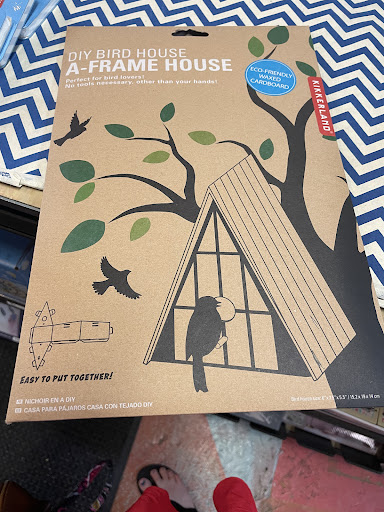 DIY BIRD HOUSE
A-FRAME HOUSE
Perfect for bird lovers!
No tools necessary, other than your hands!
ECO-FRIENDLY
WAXED
CARDBOARD
KIKKERLAND
EASY TO PUT TOGETHER!
NICHOIR EN A DIY
CASA PARA PÁJAROS CASA CON TEJADO DIY